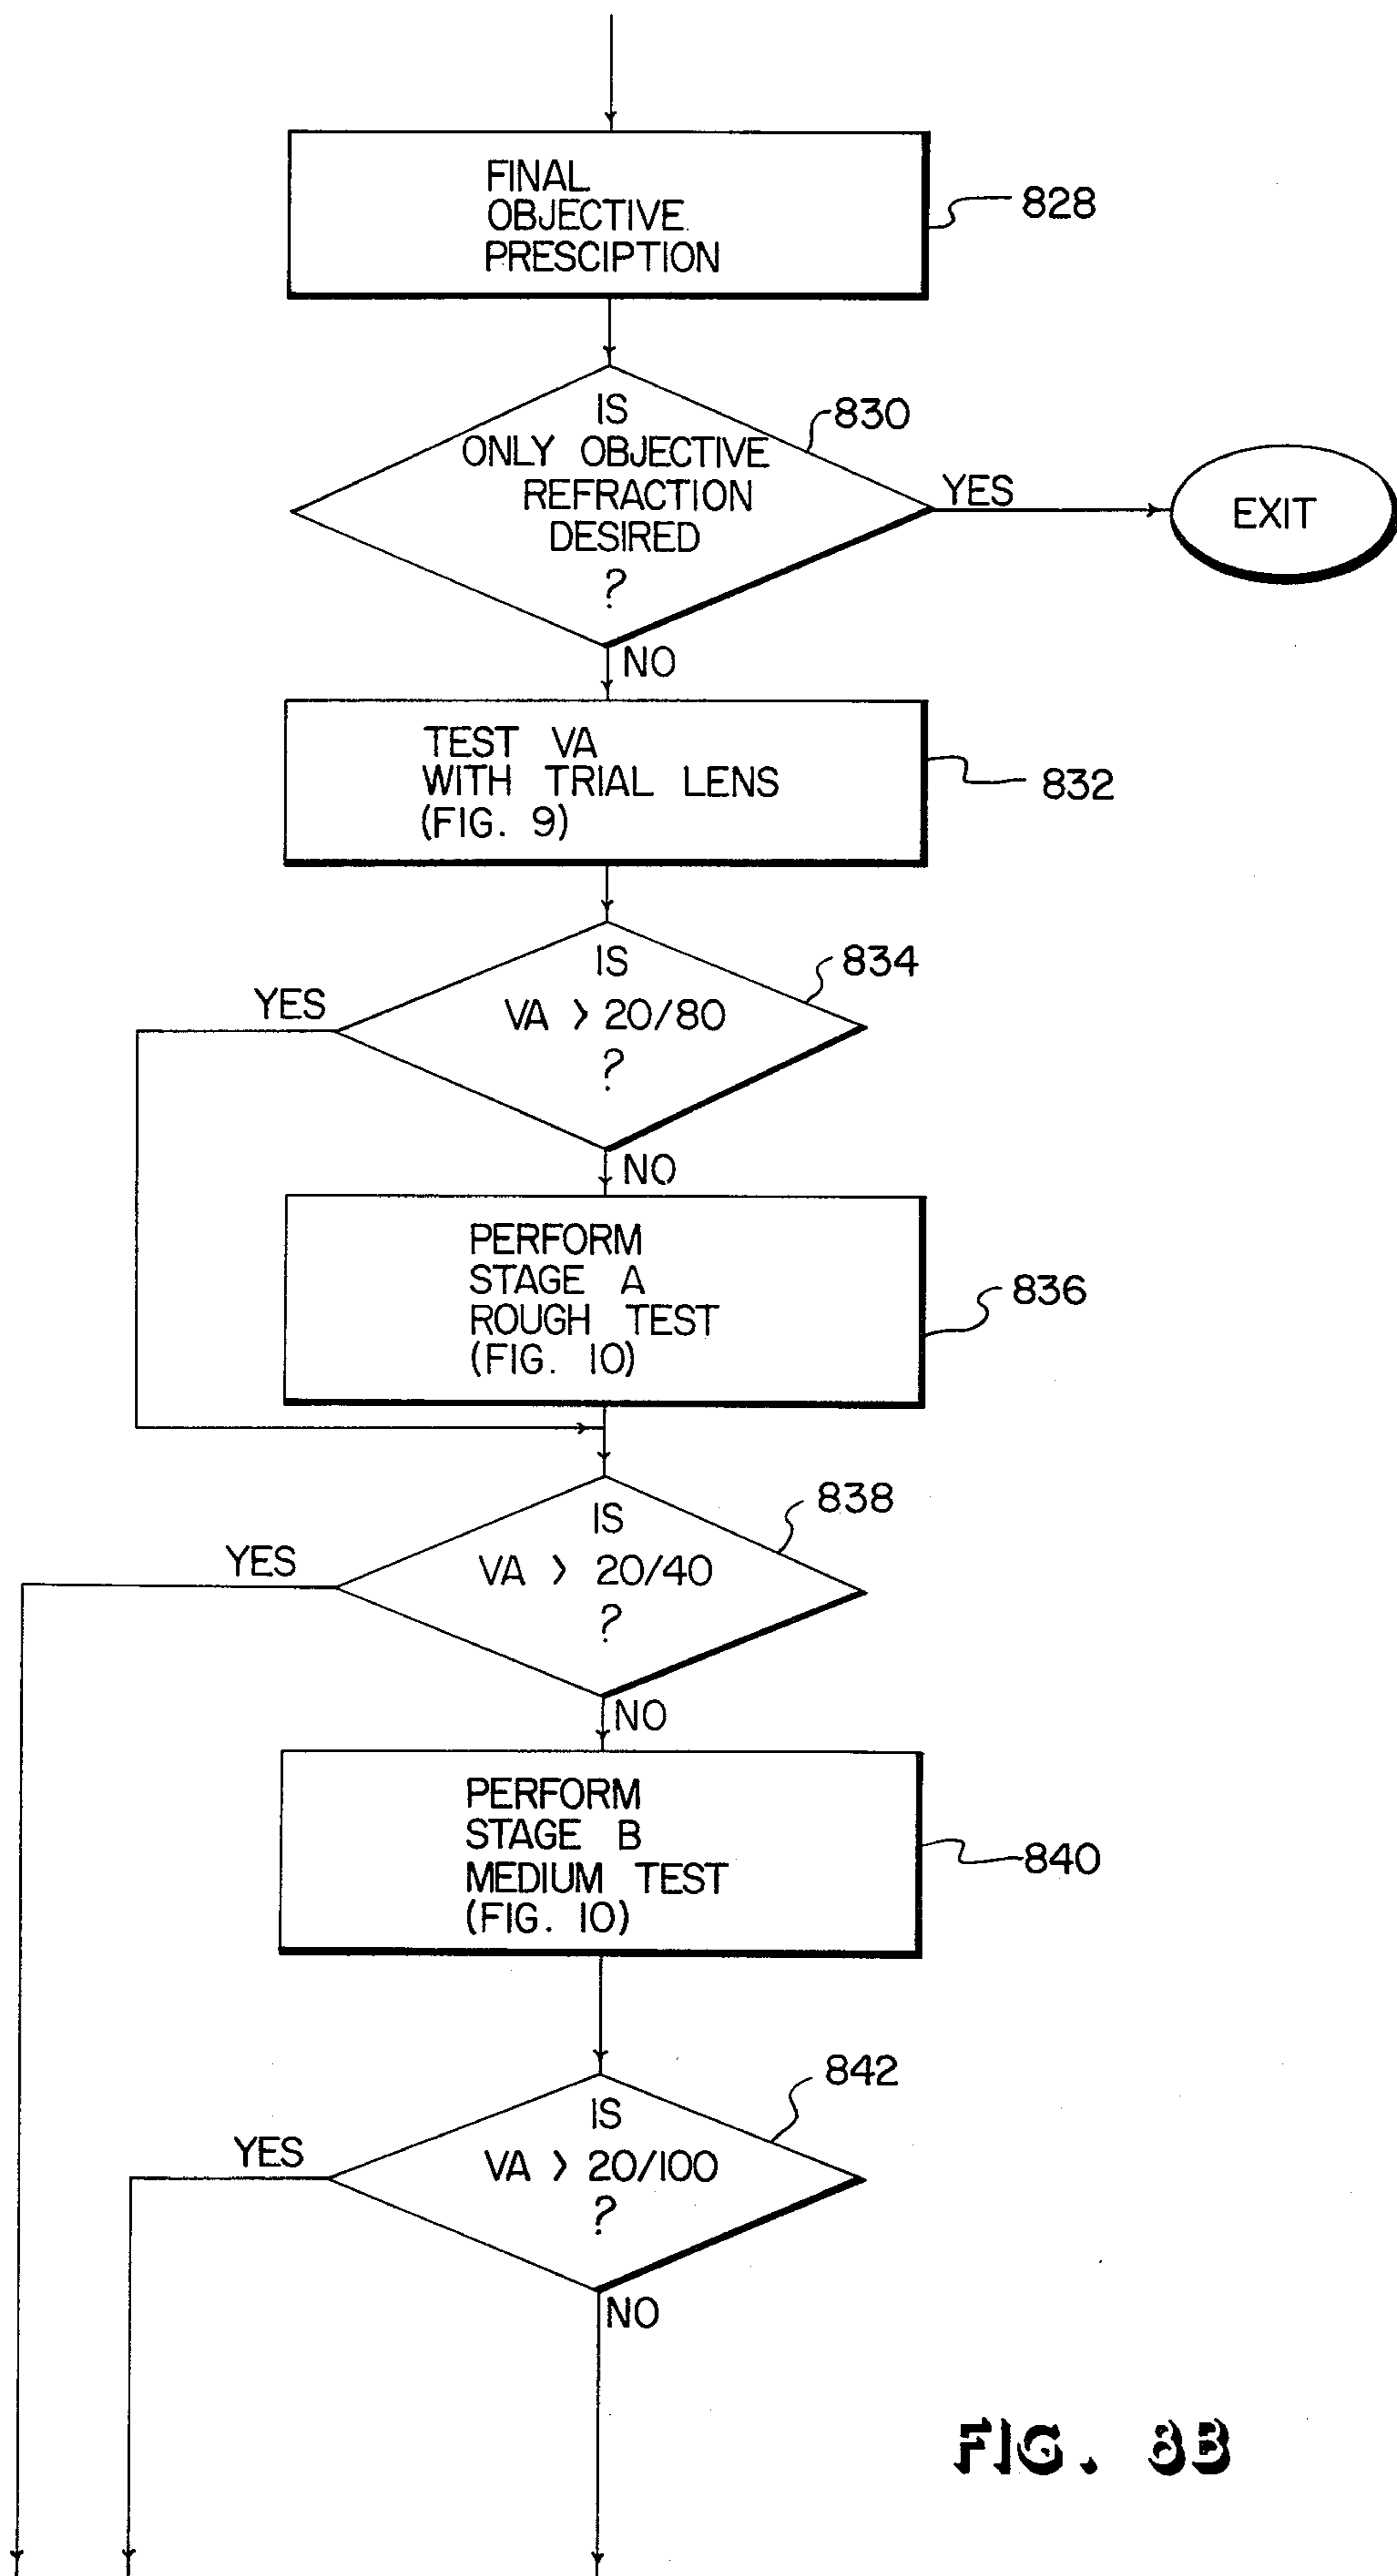 FINAL
OBJECTIVE
PRESCIPTION
828
IS
ONLY OBJECTIVE
REFRACTION
DESIRED
?
830
YES
EXIT
NO
TEST VA
WITH TRIAL LENS
(FIG. 9)
832
IS
VA > 20/80
?
834
YES
NO
PERFORM
STAGE A
ROUGH TEST
(FIG. 10)
836
IS
VA > 20/40
?
838
YES
NO
PERFORM
STAGE B
MEDIUM TEST
(FIG. 10)
840
IS
VA > 20/100
?
842
YES
NO
FIG. 8B